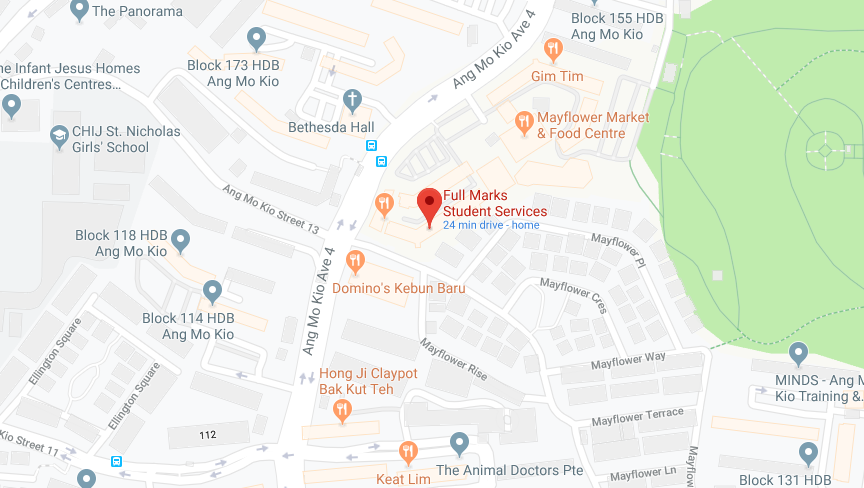 The Panorama
Block 155 HDB
Ang Mo Kio
Ang Mo Kio Ave 4
Block 173 HDB
Ang Mo Kio
Gim Tim
ne Infant Jesus Homes
Children's Centres...
Bethesda Hall
Mayflower Market
& Food Centre
CHIJ St. Nicholas
Girls' School
Ang Mo Kio Street 13
Full Marks
Student Services
24 min drive - home
Block 118 HDB
Ang Mo Kio
Mayflower Pl
Ang Mo Kio Ave 4
Domino's Kebun Baru
Mayflower Cres
Block 114 HDB
Ang Mo Kio
Ellington Square
Mayflower Rise
Mayflower Way
Ellington Square
Hong Ji Claypot
Bak Kut Teh
MINDS - Ang M
Kio Training &...
Mayflower Terrace
112
Kio Street 11
Mayflower
The Animal Doctors Pte
Mayflower Ln
Keat Lim
Block 131 HDB